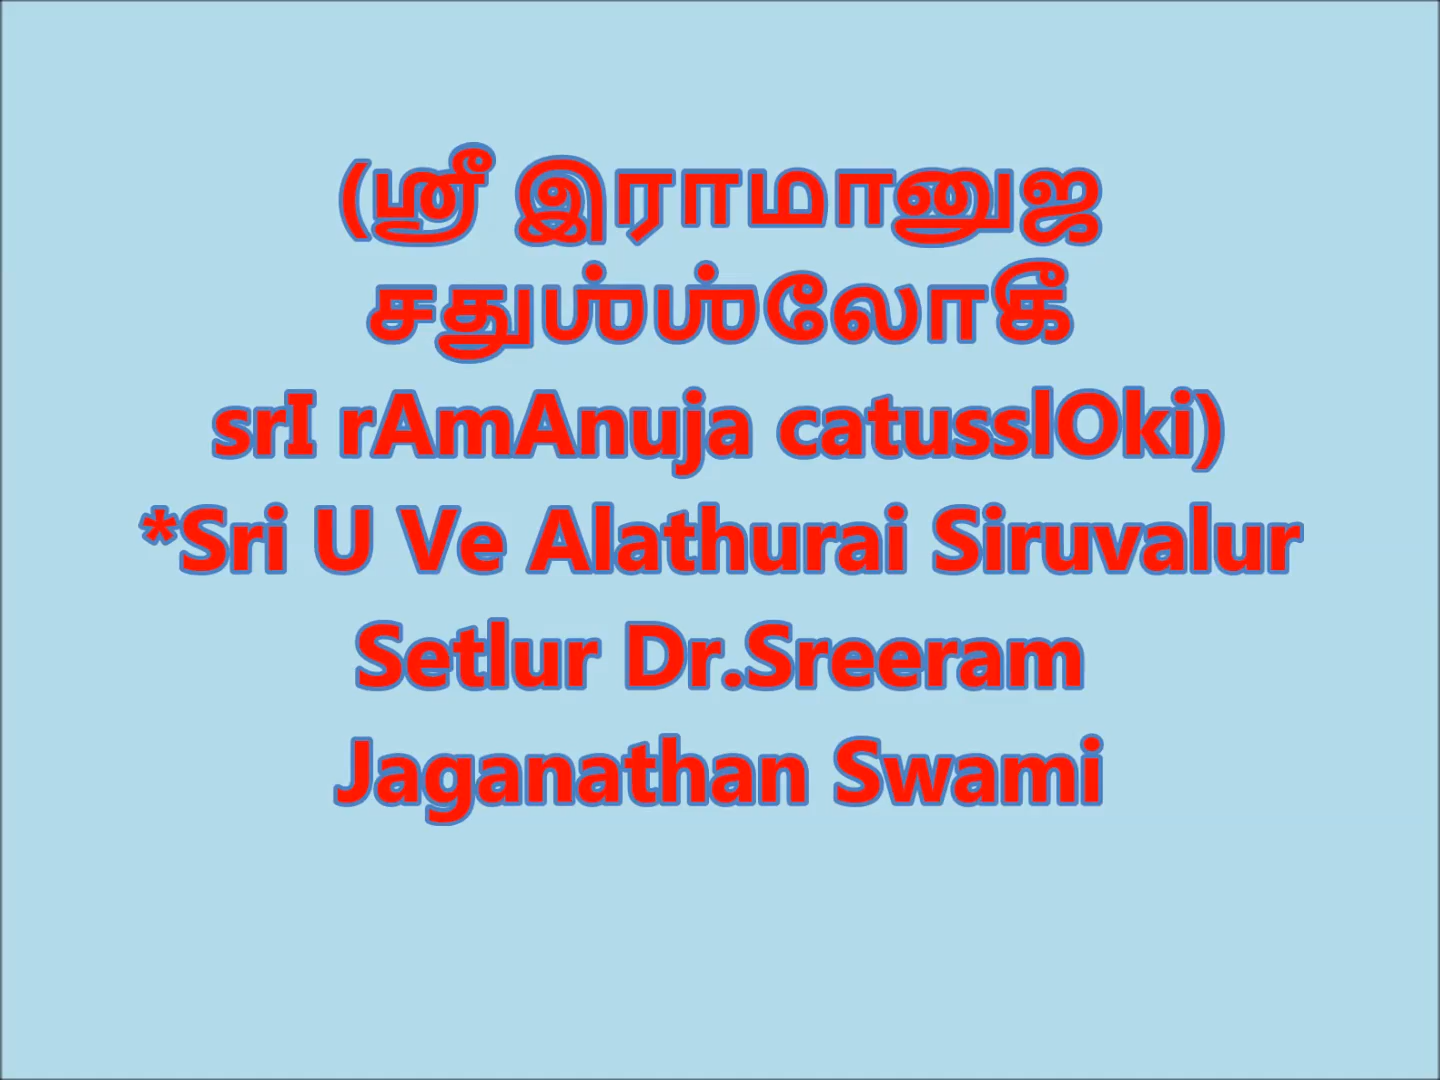 (ஸ்ரீ இராமானுஜ
சதுஶ்ஶ்லோகீ
srI rAmAnuja catusslOki)
*Sri U Ve Alathurai Siruvalur
Setlur Dr.Sreeram
Jaganathan Swami